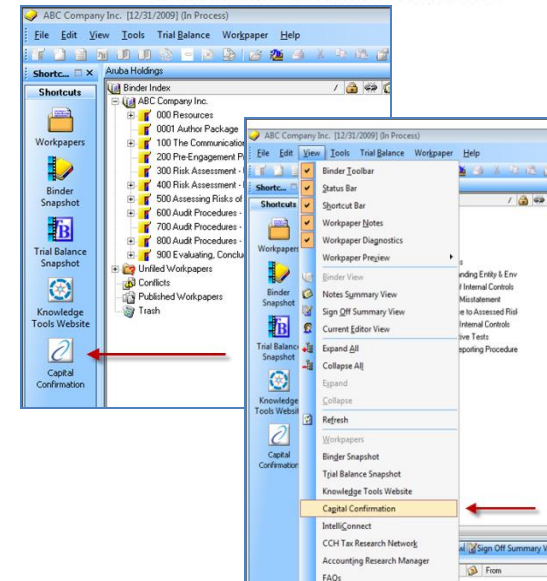 ABC Company Inc. [12/31/2009] (In Process)
File Edit View Tools Trial Balance Workpaper Help
Shortc...
Aruba Holdings
Shortcuts
Binder Index
ABC Company Inc.
000 Resources
0001 Author Package
100 The Communication
200 Pre-Engagement P
300 Risk Assessment -
400 Risk Assessment -
500 Assessing Risks of
600 Audit Procedures -
700 Audit Procedures -
800 Audit Procedures -
900 Evaluating, Conclu
Unfiled Workpapers
Conflicts
Published Workpapers
Trash
Workpapers
Binder
Snapshot
Trial Balance
Snapshot
Knowledge
Tools Website
Capital
Confirmation
ABC Company Inc. [12/31/2009] (In Process)
File Edit View Tools Trial Balance Workpaper Help
Shortc...
Shortcuts
Workpapers
Binder
Snapshot
Trial Balance
Snapshot
Knowledge
Tools Websit
Capital
Confirmation
Binder Toolbar
Status Bar
Shortcut Bar
Workpaper Notes
Workpaper Diagnostics
Workpaper Preview
Binder View
Notes Summary View
Sign Off Summary View
Current Editor View
Expand All
Collapse All
Expand
Collapse
Refresh
Workpapers
Binder Snapshot
Trial Balance Snapshot
Knowledge Tools Website
Capital Confirmation
IntelliConnect
CCH Tax Research Network
Accounting Research Manager
FAQs
nding Entity & Env
f Internal Controls
Misstatement
e to Assessed Risk
Internal Controls
ive Tests
eporting Procedure
Sign Off Summary V
From